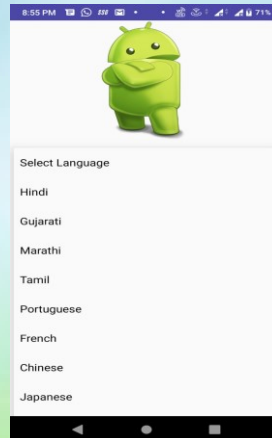 8:55 PM 71%
Select Language
Hindi
Gujarati
Marathi
Tamil
Portuguese
French
Chinese
Japanese